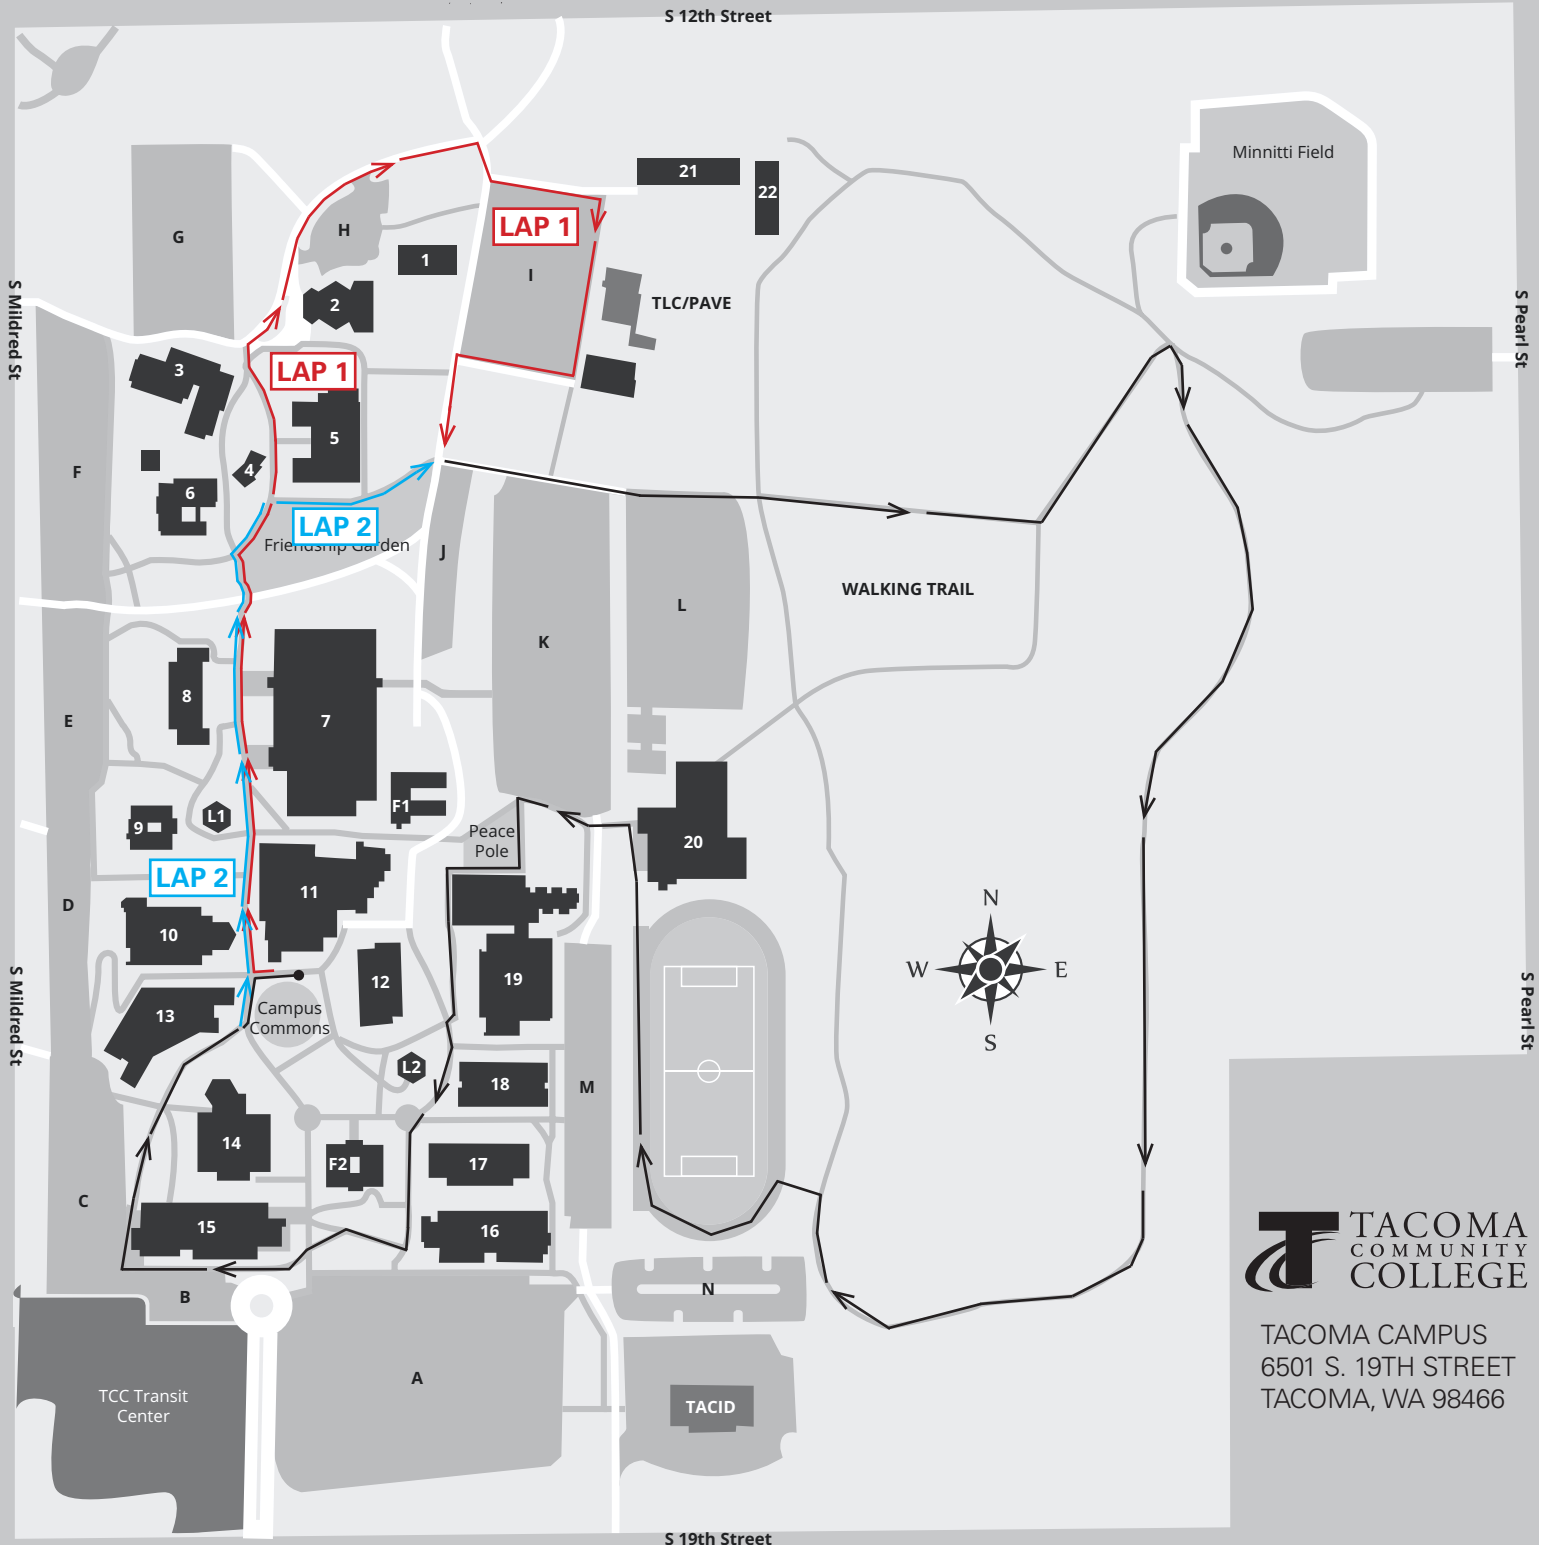 S 12th Street
Minnitti Field
21
22
G
H
LAP 1
1
I
2
TLC/PAVE
S Mildred St
S Pearl St
3
LAP 1
5
F
4
6
LAP 2
Friendship Garden
J
WALKING TRAIL
L
K
8
E
7
L1
F1
9
Peace
Pole
20
LAP 2
11
D
10
N
W
E
S
12
19
S Mildred St
S Pearl St
13
Campus
Commons
L2
18
M
14
17
F2
C
15
16
B
N
TACOMA
COMMUNITY
COLLEGE
TACOMA CAMPUS
6501 S. 19TH STREET
TACOMA, WA 98466
A
TCC Transit
Center
TACID
S 19th Street